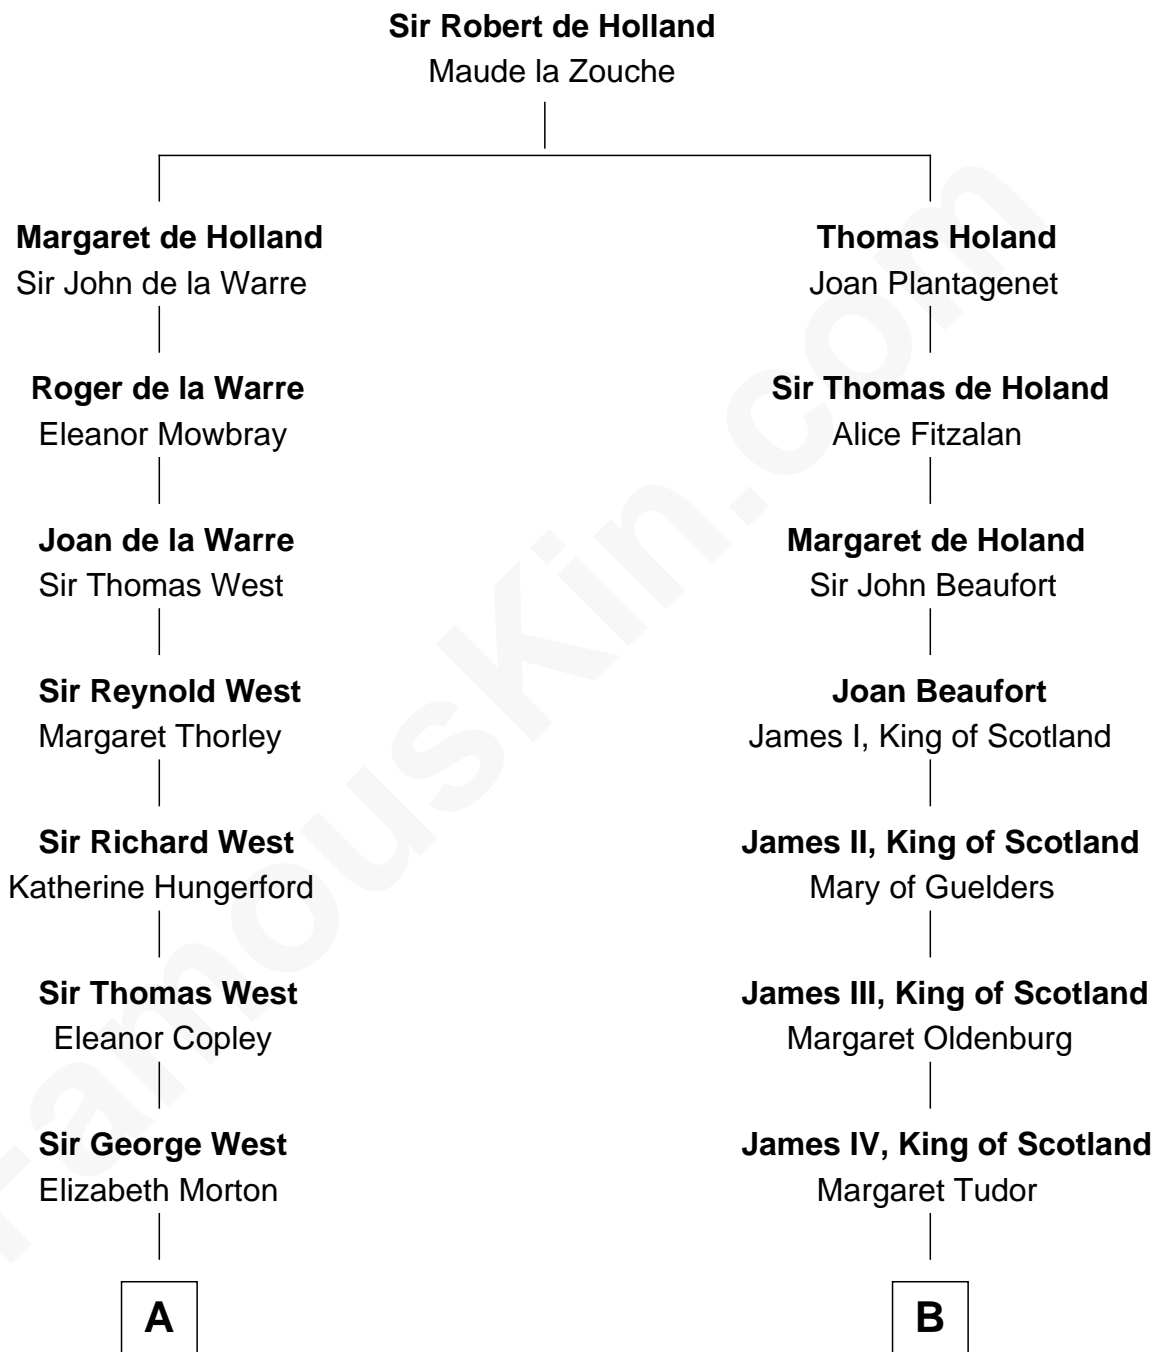 Sir Robert de Holland
Maude la Zouche
Margaret de Holland
Sir John de la Warre
Thomas Holand
Joan Plantagenet
Roger de la Warre
Eleanor Mowbray
Sir Thomas de Holand
Alice Fitzalan
Joan de la Warre
Sir Thomas West
Margaret de Holand
Sir John Beaufort
Sir Reynold West
Margaret Thorley
Joan Beaufort
James I, King of Scotland
Sir Richard West
Katherine Hungerford
James II, King of Scotland
Mary of Guelders
Sir Thomas West
Eleanor Copley
James III, King of Scotland
Margaret Oldenburg
Sir George West
Elizabeth Morton
James IV, King of Scotland
Margaret Tudor
A
B
FamousKin.com